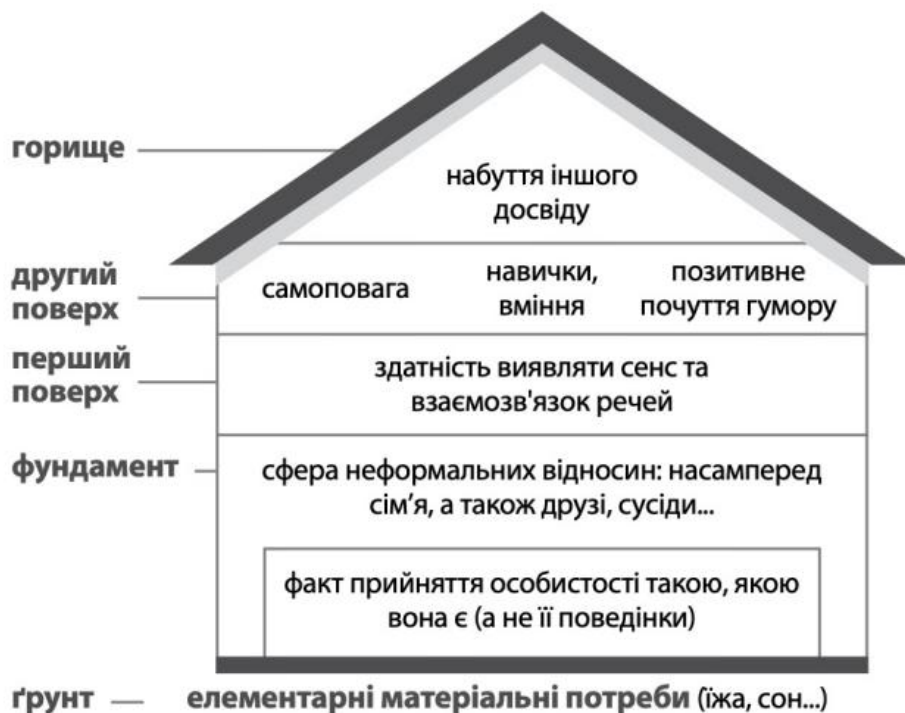 горище
набуття іншого
досвіду
другий
поверх
самоповага
навички,
вміння
позитивне
почуття гумору
перший
поверх
здатність виявляти сенс та
взаємозв'язок речей
фундамент
сфера неформальних відносин: насамперед
сім’я, а також друзі, сусіди...
факт прийняття особистості такою, якою
вона є (а не її поведінки)
ґрунт — елементарні матеріальні потреби (їжа, сон...)